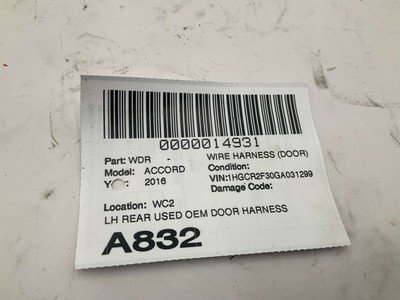 0000014931
Part: WDR - WIRE HARNESS (DOOR)
Model: ACCORD Condition:
Y 2016 VIN:1HGCR2F30GA031299
Damage Code:
Location: WC2
LH REAR USED OEM DOOR HARNESS
A832